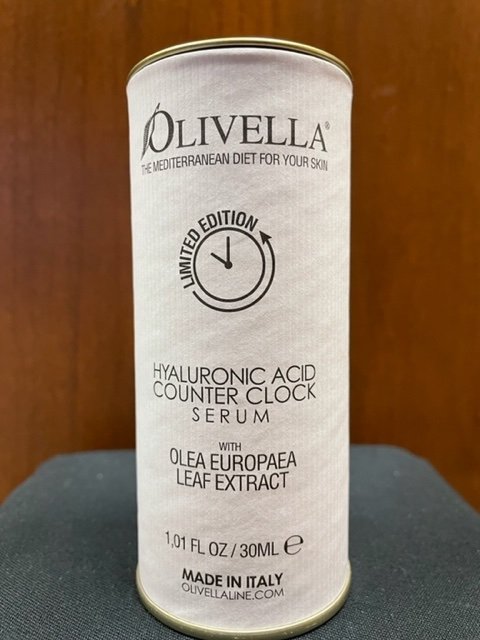 OLIVELLA®
THE MEDITERRANEAN DIET FOR YOUR SKIN
LIMITED EDITION
HYALURONIC ACID
COUNTER CLOCK
SERUM
WITH
OLEA EUROPAEA
LEAF EXTRACT
1,01 FL OZ / 30ML ℮
MADE IN ITALY
OLIVELLALINE.COM